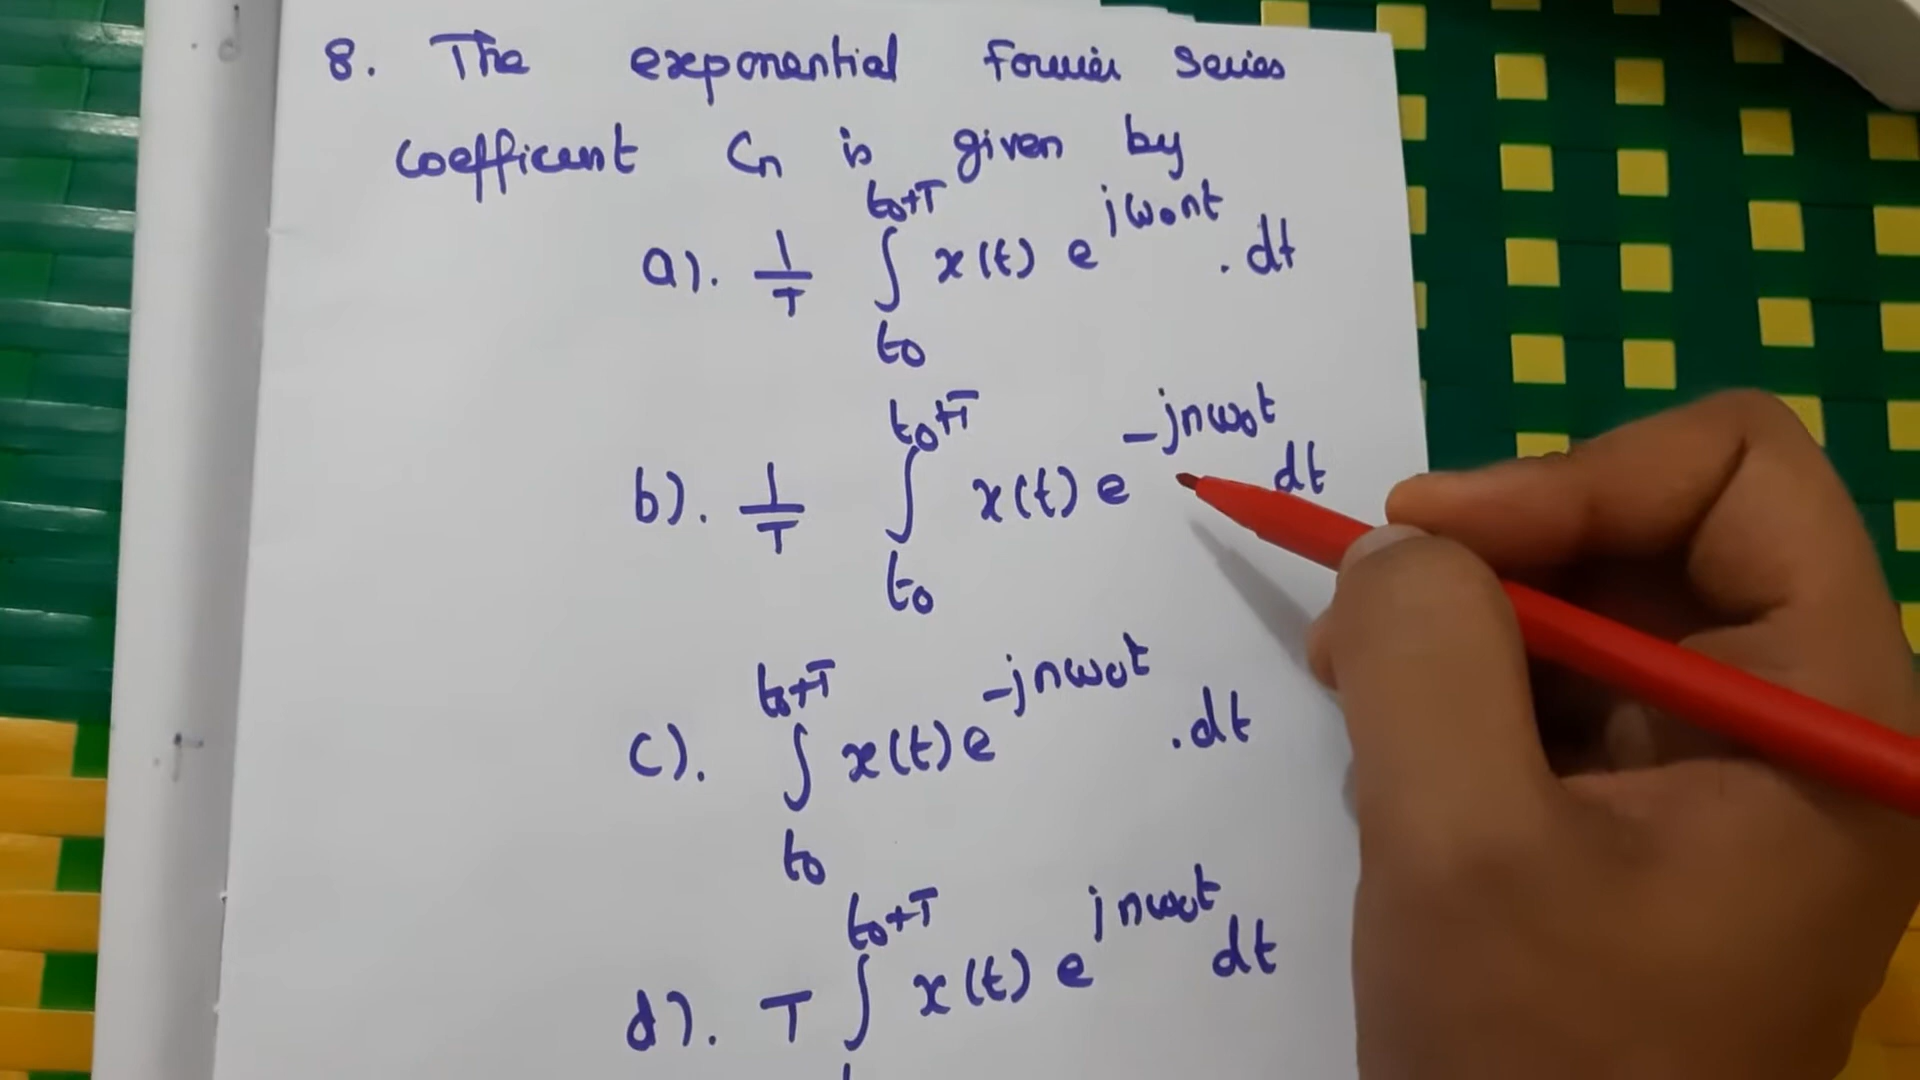 8. The exponential Fourier Series
Coefficent Cn is given by
a). 1/T ∫_{t0}^{t0+T} x(t) e^{jω0nt} . dt
b). 1/T ∫_{t0}^{t0+T} x(t) e^{-jnω0t} dt
c). ∫_{t0}^{t0+T} x(t) e^{-jnω0t} . dt
d). T ∫^{t0+T} x(t) e^{jnω0t} dt